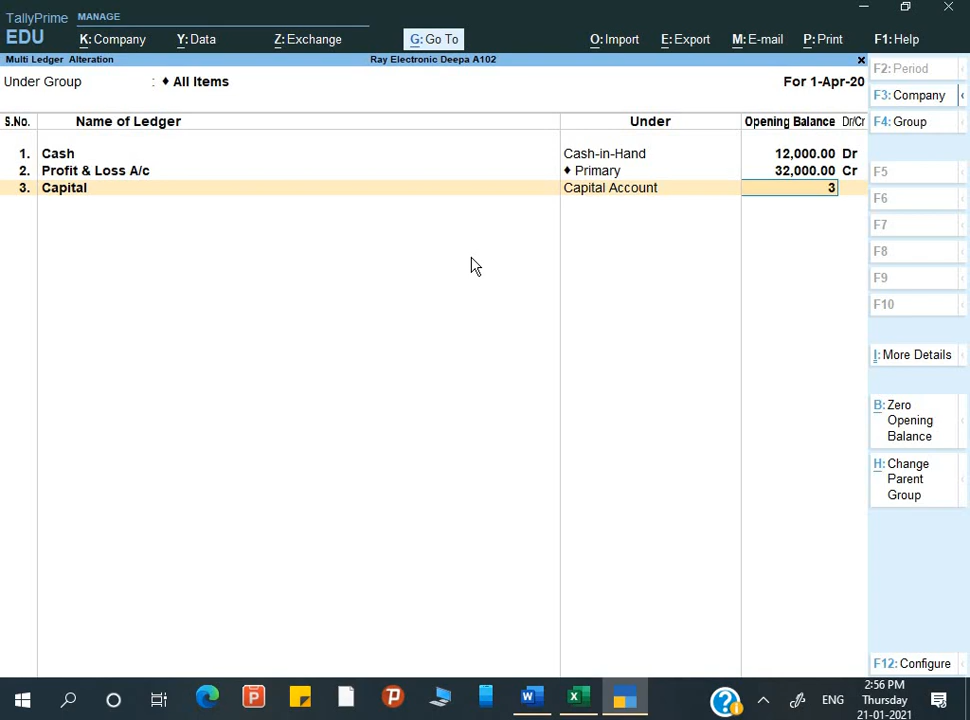 TallyPrime MANAGE
EDU K: Company Y: Data Z: Exchange G: Go To O: Import E: Export M: E-mail P: Print F1: Help
Multi Ledger Alteration Ray Electronic Deepa A102
Under Group : ♦ All Items For 1-Apr-20
S.No. Name of Ledger Under Opening Balance Dr/Cr
1. Cash Cash-in-Hand 12,000.00 Dr
2. Profit & Loss A/c ♦ Primary 32,000.00 Cr
3. Capital Capital Account 3
F2: Period
F3: Company
F4: Group
F5
F6
F7
F8
F9
F10
I: More Details
B: Zero
Opening
Balance
H: Change
Parent
Group
F12: Configure
ENG
2:56 PM
Thursday
21-01-2021